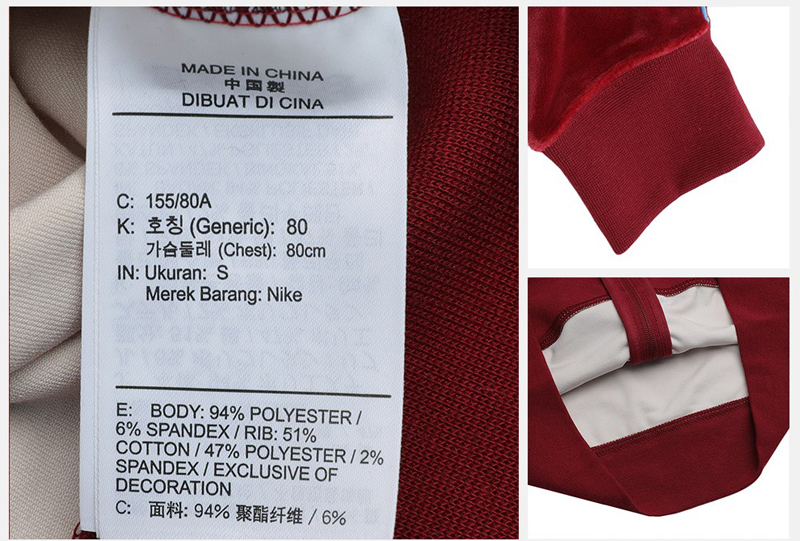 MADE IN CHINA
中国製
DIBUAT DI CINA
C: 155/80A
K: 호칭 (Generic): 80
가슴둘레 (Chest): 80cm
IN: Ukuran: S
Merek Barang: Nike
E: BODY: 94% POLYESTER /
6% SPANDEX / RIB: 51%
COTTON / 47% POLYESTER / 2%
SPANDEX / EXCLUSIVE OF
DECORATION
C: 面料: 94% 聚酯纤维 / 6%